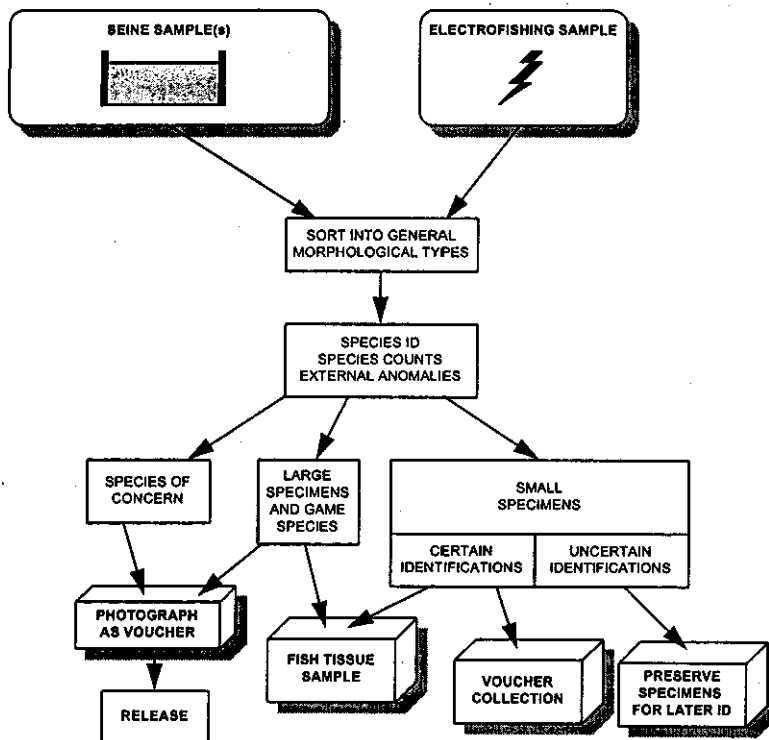 SEINE SAMPLE(s)
ELECTROFISHING SAMPLE
SORT INTO GENERAL
MORPHOLOGICAL TYPES
SPECIES ID
SPECIES COUNTS
EXTERNAL ANOMALIES
SPECIES OF
CONCERN
LARGE
SPECIMENS
AND GAME
SPECIES
SMALL
SPECIMENS
CERTAIN
IDENTIFICATIONS
UNCERTAIN
IDENTIFICATIONS
PHOTOGRAPH
AS VOUCHER
FISH TISSUE
SAMPLE
VOUCHER
COLLECTION
PRESERVE
SPECIMENS
FOR LATER ID
RELEASE